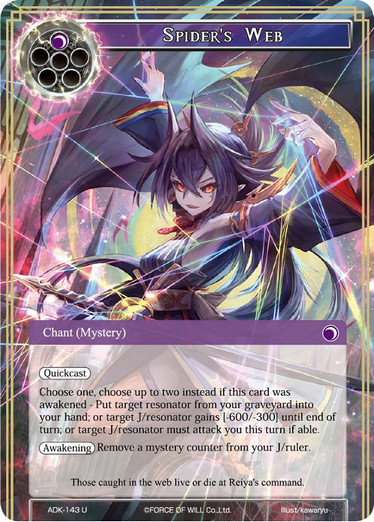 Spider's Web
Chant (Mystery)
Quickcast
Choose one, choose up to two instead if this card was
awakened - Put target resonator from your graveyard into
your hand; or target J/resonator gains [-600/-300] until end of
turn; or target J/resonator must attack you this turn if able.
Awakening Remove a mystery counter from your J/ruler.
Those caught in the web live or die at Reiya's command.
ADK-143 U ©FORCE OF WILL Co.,Ltd. Illust/kawaryu